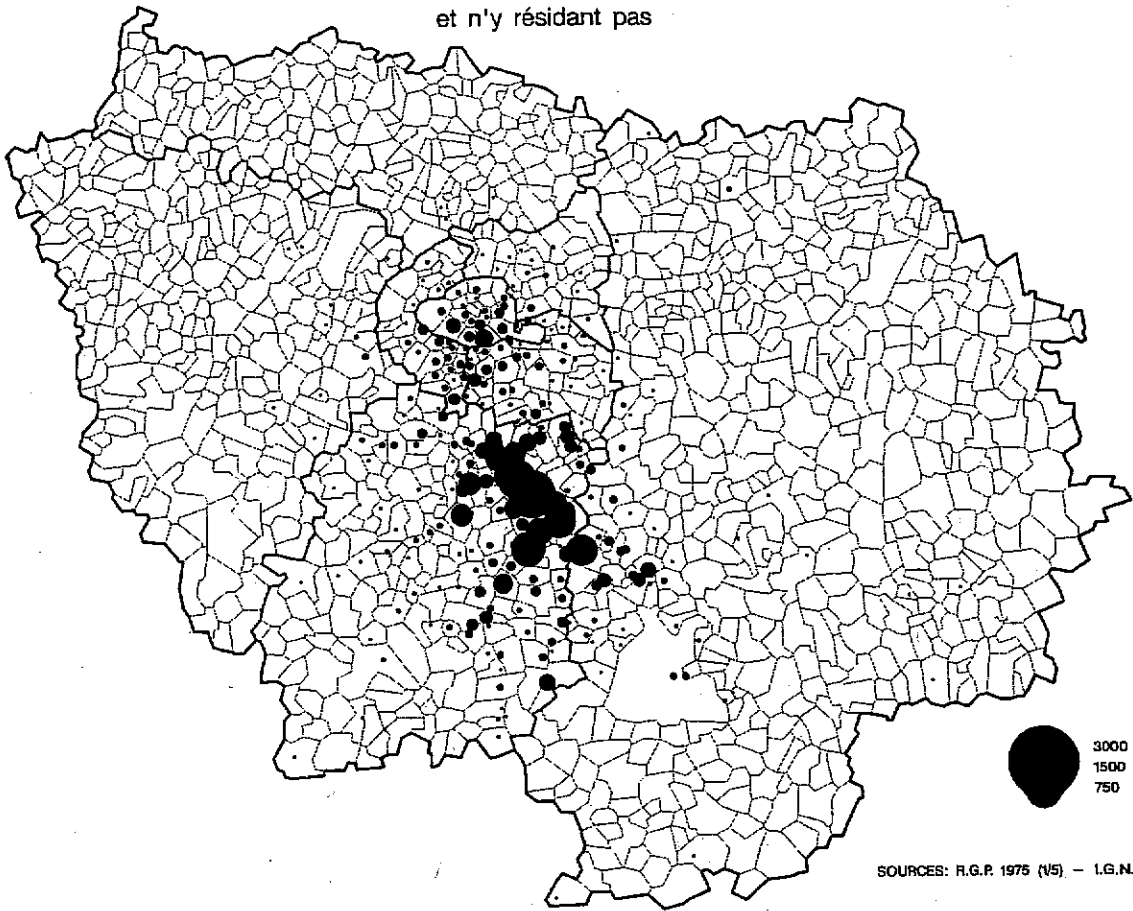 et n'y résidant pas
3000
1500
750
SOURCES: R.G.P. 1975 (1/5) – I.G.N.